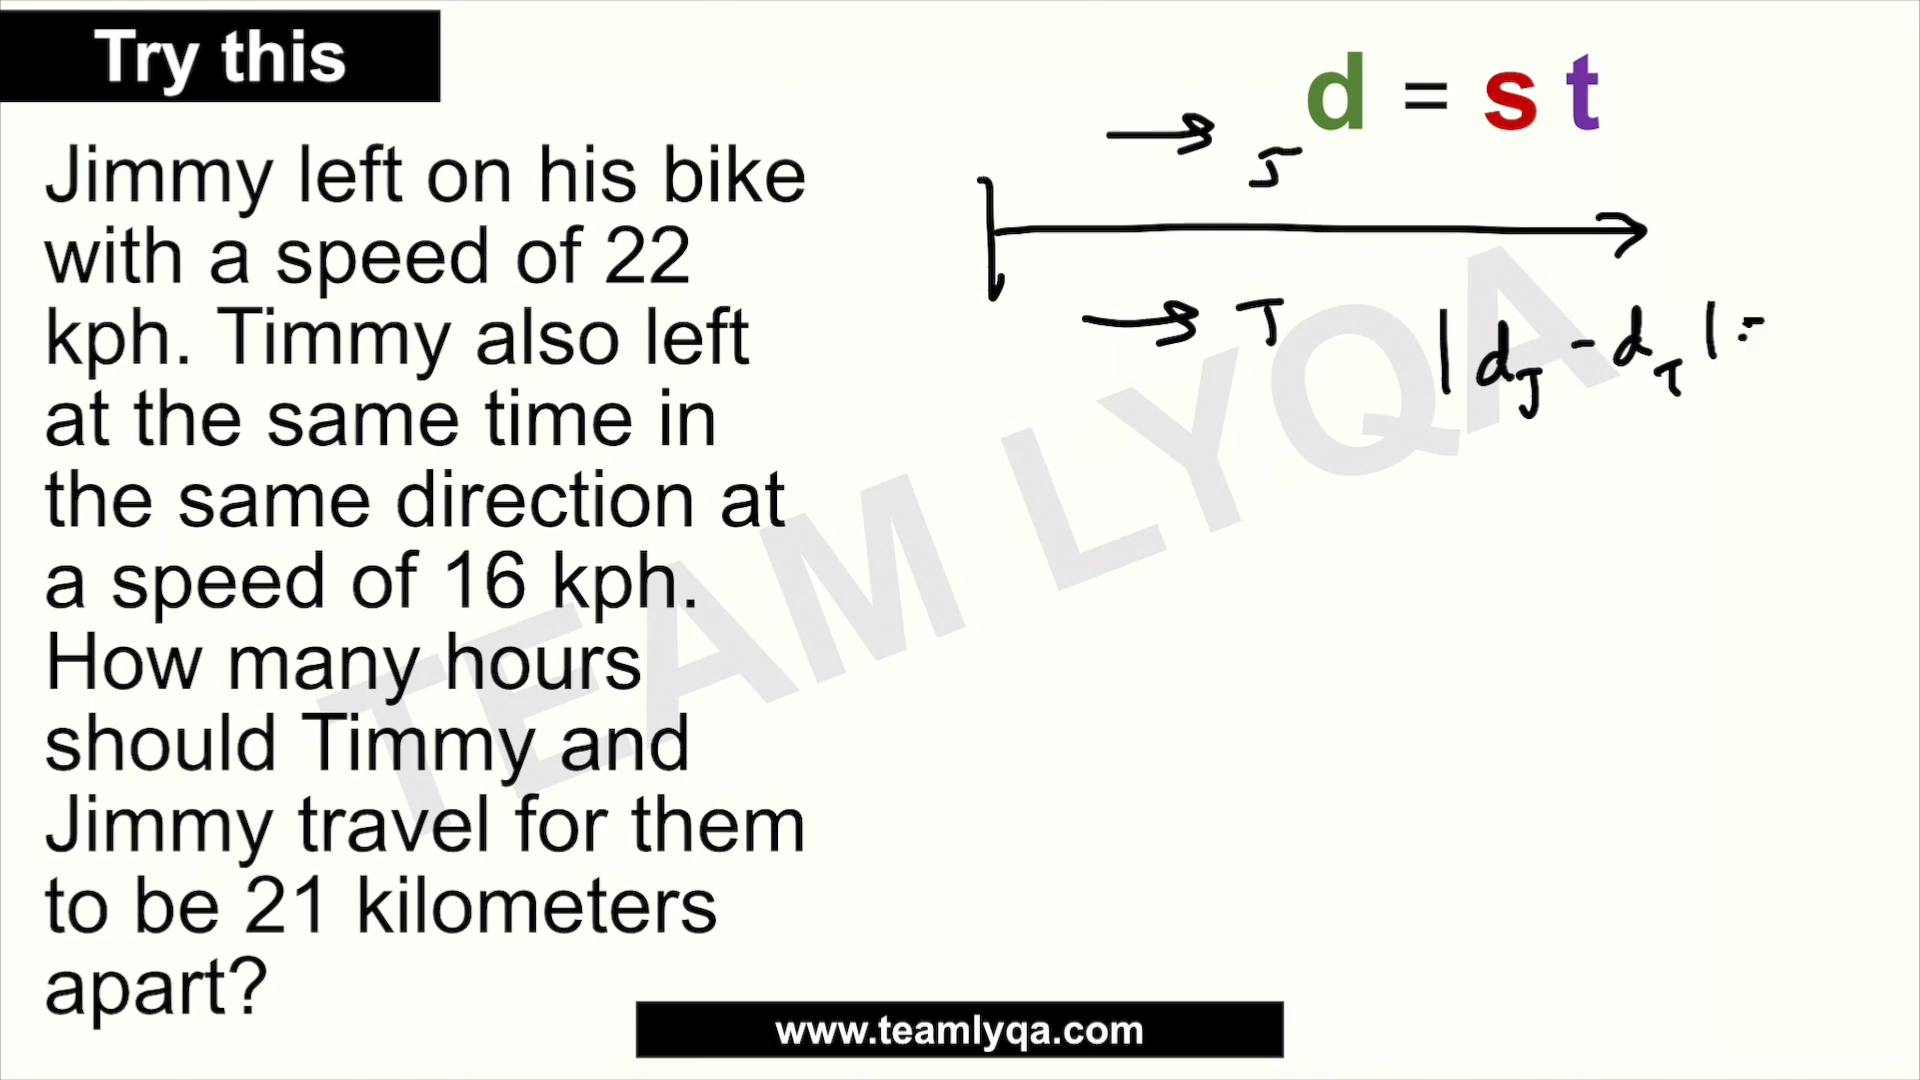 Try this
d = s t
Jimmy left on his bike
with a speed of 22
kph. Timmy also left
at the same time in
the same direction at
a speed of 16 kph.
How many hours
should Timmy and
Jimmy travel for them
to be 21 kilometers
apart?
J
T
| dJ - dT | =
TEAM LYQA
www.teamlyqa.com